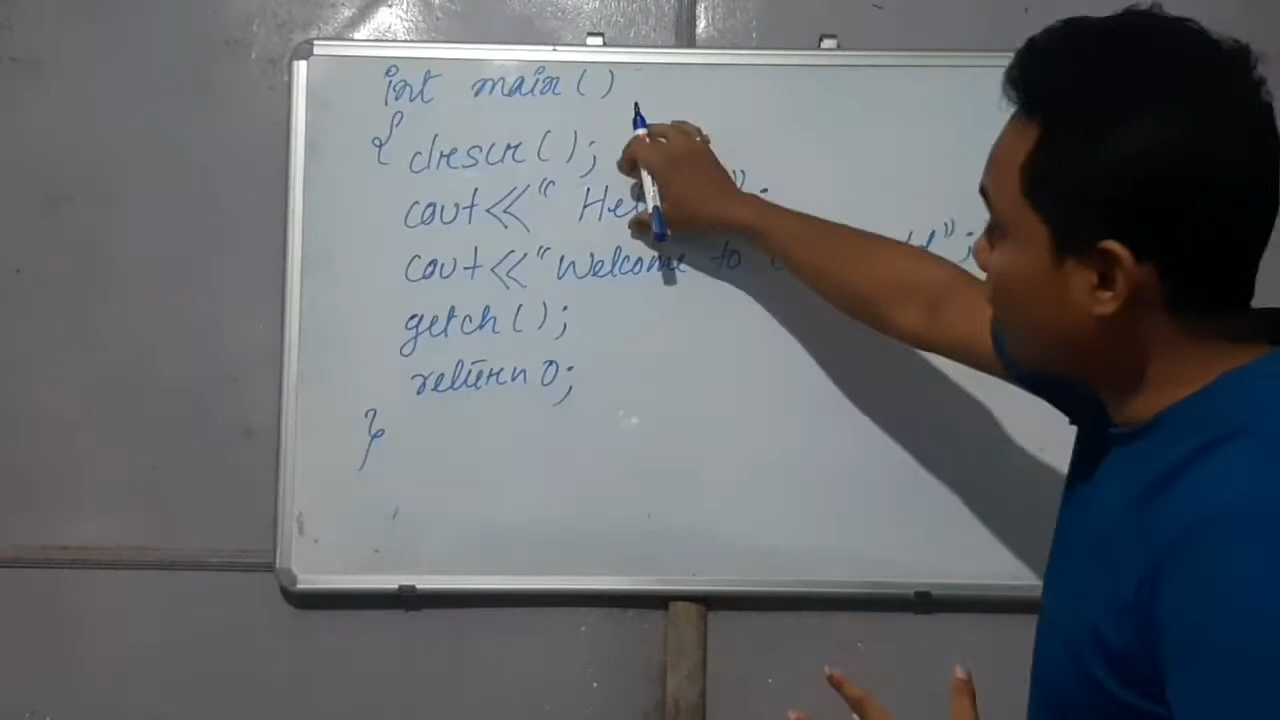 int main()
{ clrscr();
cout<<" He ";
cout<<"Welcome to ";
getch();
return 0;
}